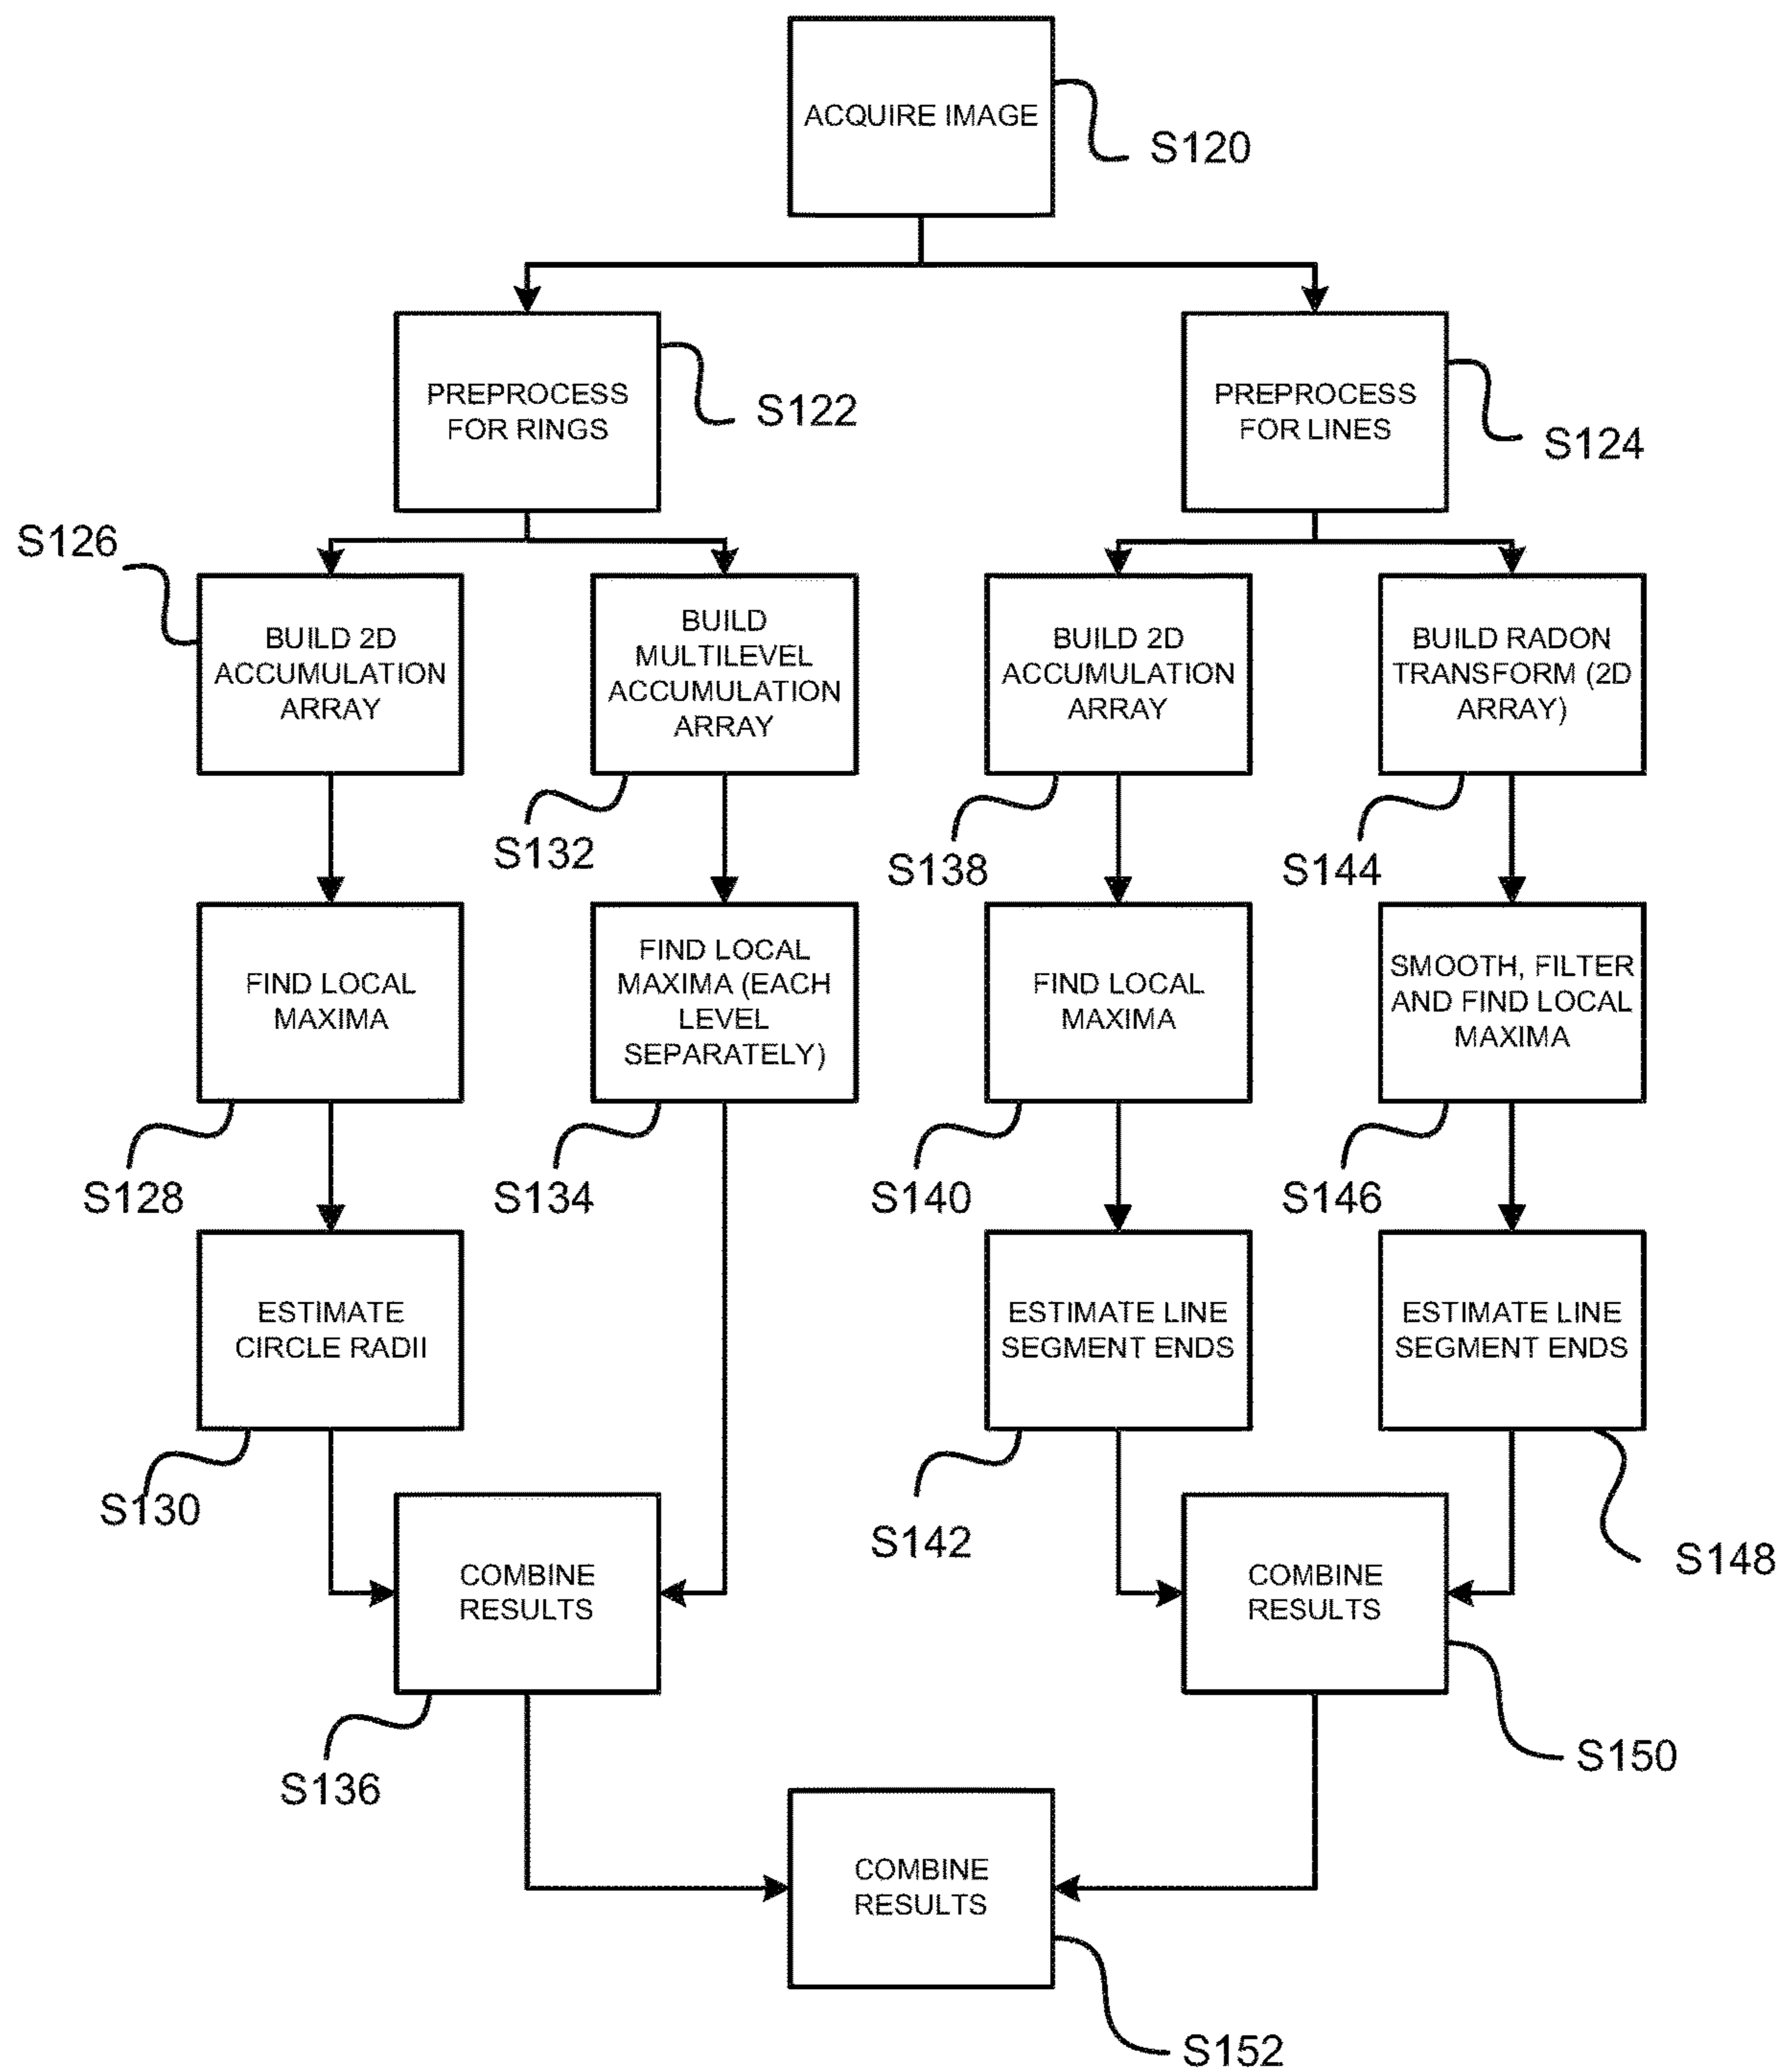 ACQUIRE IMAGE
S120
PREPROCESS
FOR RINGS
S122
PREPROCESS
FOR LINES
S124
S126
BUILD 2D
ACCUMULATION
ARRAY
BUILD
MULTILEVEL
ACCUMULATION
ARRAY
S132
BUILD 2D
ACCUMULATION
ARRAY
S138
BUILD RADON
TRANSFORM (2D
ARRAY)
S144
FIND LOCAL
MAXIMA
S128
FIND LOCAL
MAXIMA (EACH
LEVEL
SEPARATELY)
S134
FIND LOCAL
MAXIMA
S140
SMOOTH, FILTER
AND FIND LOCAL
MAXIMA
S146
ESTIMATE
CIRCLE RADII
S130
ESTIMATE LINE
SEGMENT ENDS
S142
ESTIMATE LINE
SEGMENT ENDS
S148
COMBINE
RESULTS
S136
COMBINE
RESULTS
S150
COMBINE
RESULTS
S152